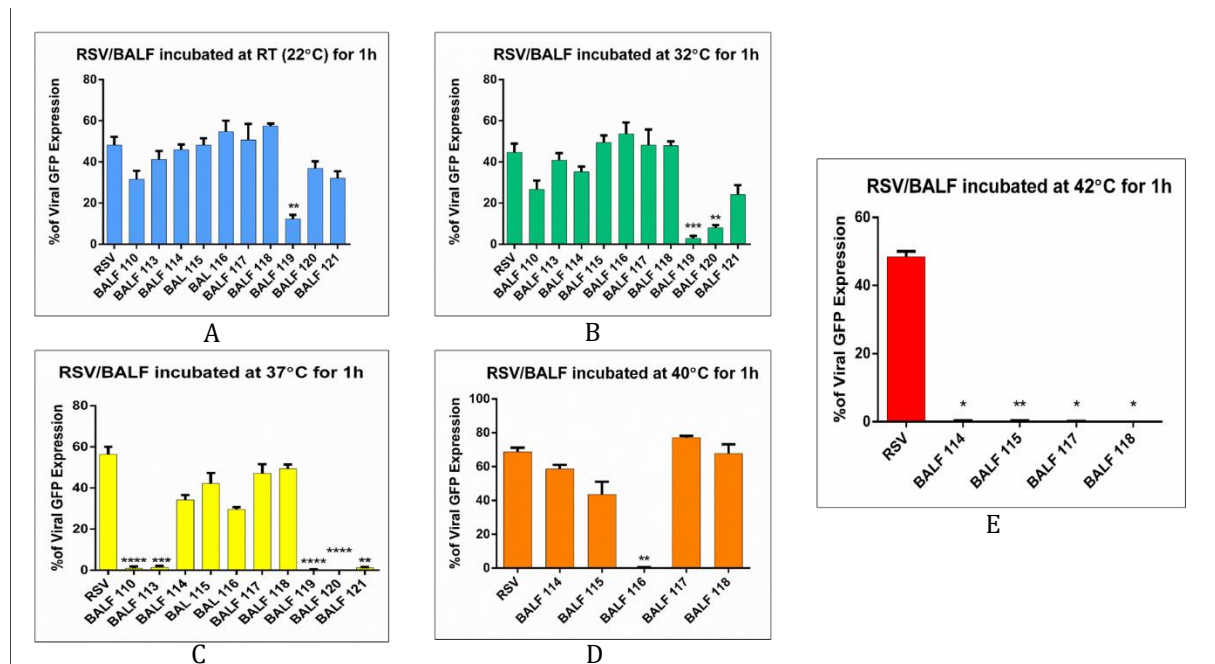 RSV/BALF incubated at RT (22°C) for 1h
%of Viral GFP Expression
80
60
40
20
0
**
RSV
BALF 110
BALF 113
BALF 114
BAL 115
BAL 116
BALF 117
BALF 118
BALF 119
BALF 120
BALF 121
A
RSV/BALF incubated at 32°C for 1h
%of Viral GFP Expression
80
60
40
20
0
***
**
RSV
BALF 110
BALF 113
BALF 114
BALF 115
BALF 116
BALF 117
BALF 118
BALF 119
BALF 120
BALF 121
B
RSV/BALF incubated at 37°C for 1h
%of Viral GFP Expression
80
60
40
20
0
****
***
****
****
**
RSV
BALF 110
BALF 113
BALF 114
BAL 115
BAL 116
BALF 117
BALF 118
BALF 119
BALF 120
BALF 121
C
RSV/BALF incubated at 40°C for 1h
%of Viral GFP Expression
100
80
60
40
20
0
**
RSV
BALF 114
BALF 115
BALF 116
BALF 117
BALF 118
D
RSV/BALF incubated at 42°C for 1h
%of Viral GFP Expression
60
40
20
0
*
**
*
*
RSV
BALF 114
BALF 115
BALF 117
BALF 118
E